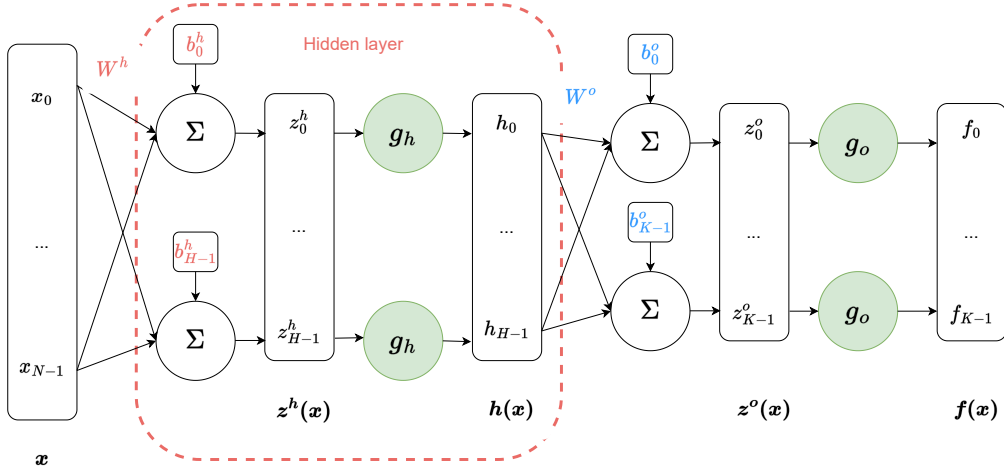 Hidden layer
b_0^h
b_0^o
W^h
W^o
x_0
Σ
z_0^h
g_h
h_0
Σ
z_0^o
g_o
f_0
b_{K-1}^o
...
...
...
...
...
b_{H-1}^h
x_{N-1}
Σ
z_{H-1}^h
g_h
h_{H-1}
Σ
z_{K-1}^o
g_o
f_{K-1}
z^h(x)
h(x)
z^o(x)
f(x)
x